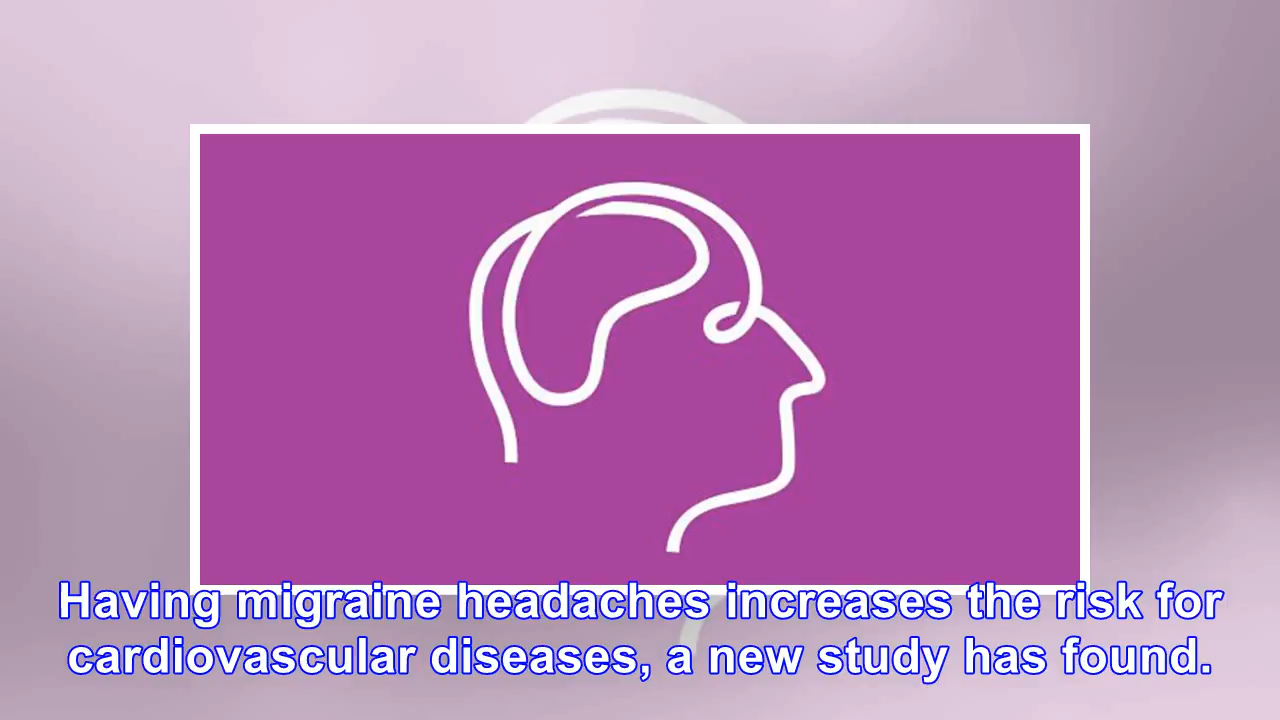 Having migraine headaches increases the risk for
cardiovascular diseases, a new study has found.